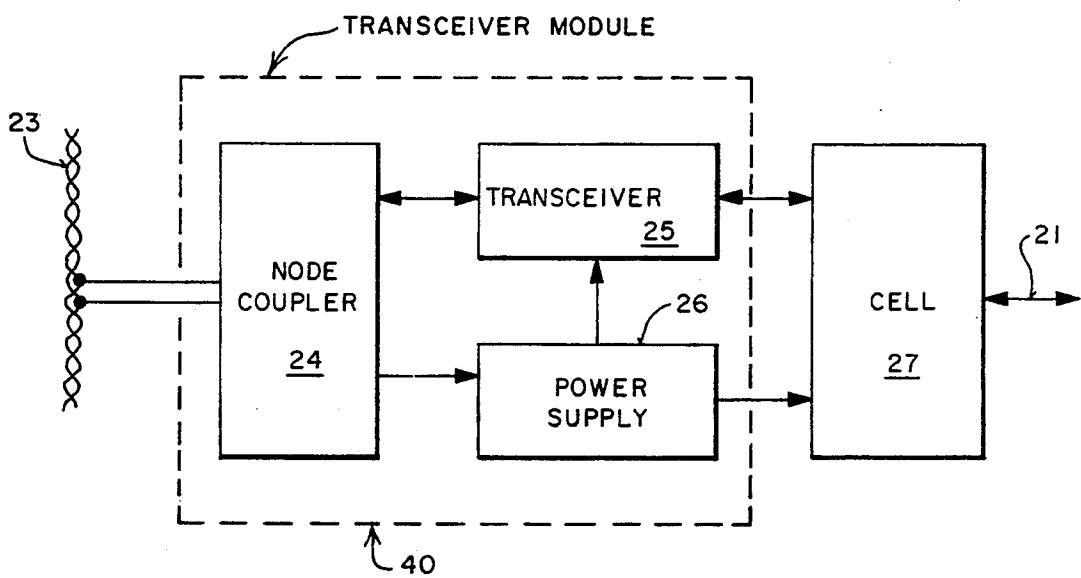 TRANSCEIVER MODULE
23
NODE
COUPLER
24
TRANSCEIVER
25
26
POWER
SUPPLY
CELL
27
21
40